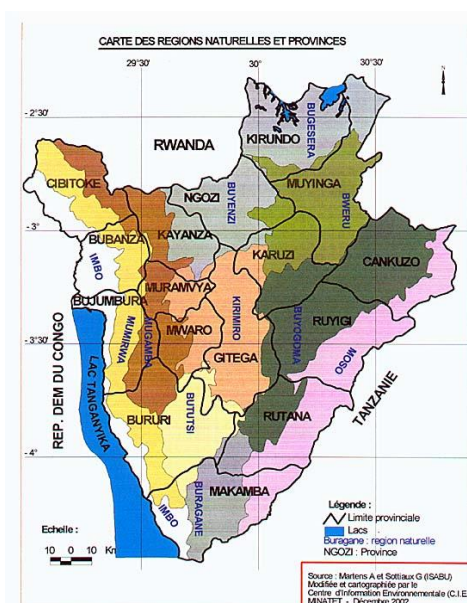 CARTE DES REGIONS NATURELLES ET PROVINCES
29'30
30'
30'30
- 2'30
RWANDA
KIRUNDO
BUGESERA
CIBITOKE
NGOZI
BUYENZI
MUYINGA
BWERU
- 3'
BUBANZA
KAYANZA
KARUZI
CANKUZO
IMBO
MURAMVYA
BUJUMBURA
MUMIRWA
MUGAMBA
MWARO
KIRIMIRO
BUYOGOMA
RUYIGI
- 3'30
GITEGA
MOSO
REP. DEM DU CONGO
LAC TANGANYIKA
TANZANIE
BURURI
BUTUTSI
RUTANA
- 4'
MAKAMBA
BURAGANE
IMBO
Légende :
Limite provinciale
Lacs
Buragane : region naturelle
NGOZI : Province
Echelle :
10 0 10 Km
Source : Martens A et Sottiaux G (ISABU)
Modifiée et cartographiée par le
Centre d'Information Environementale (C.I.E
MINATET - Décembre 2002